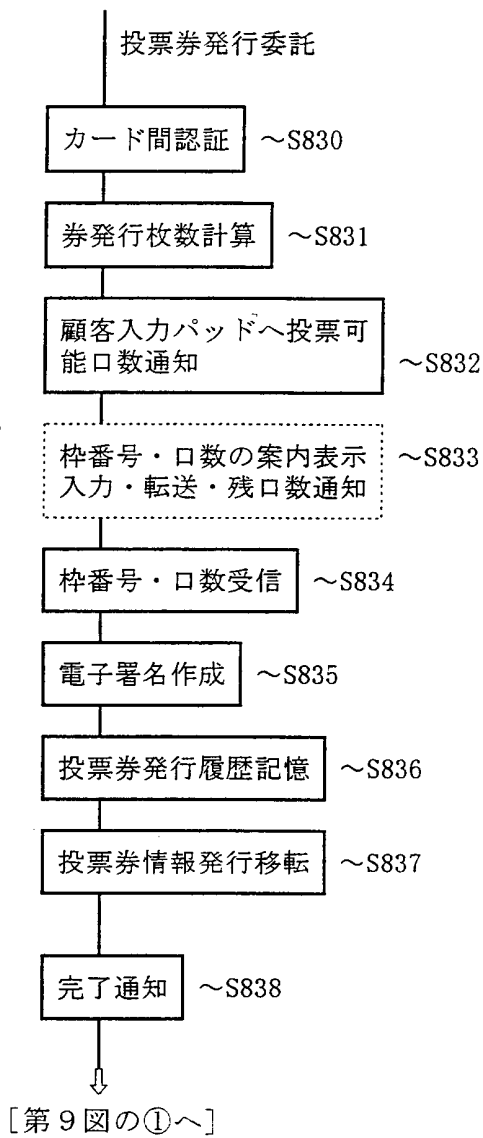 投票券発行委託
カード間認証 ～S830
券発行枚数計算 ～S831
顧客入力パッドへ投票可
能口数通知 ～S832
枠番号・口数の案内表示 ～S833
入力・転送・残口数通知
枠番号・口数受信 ～S834
電子署名作成 ～S835
投票券発行履歴記憶 ～S836
投票券情報発行移転 ～S837
完了通知 ～S838
［第９図の①へ］